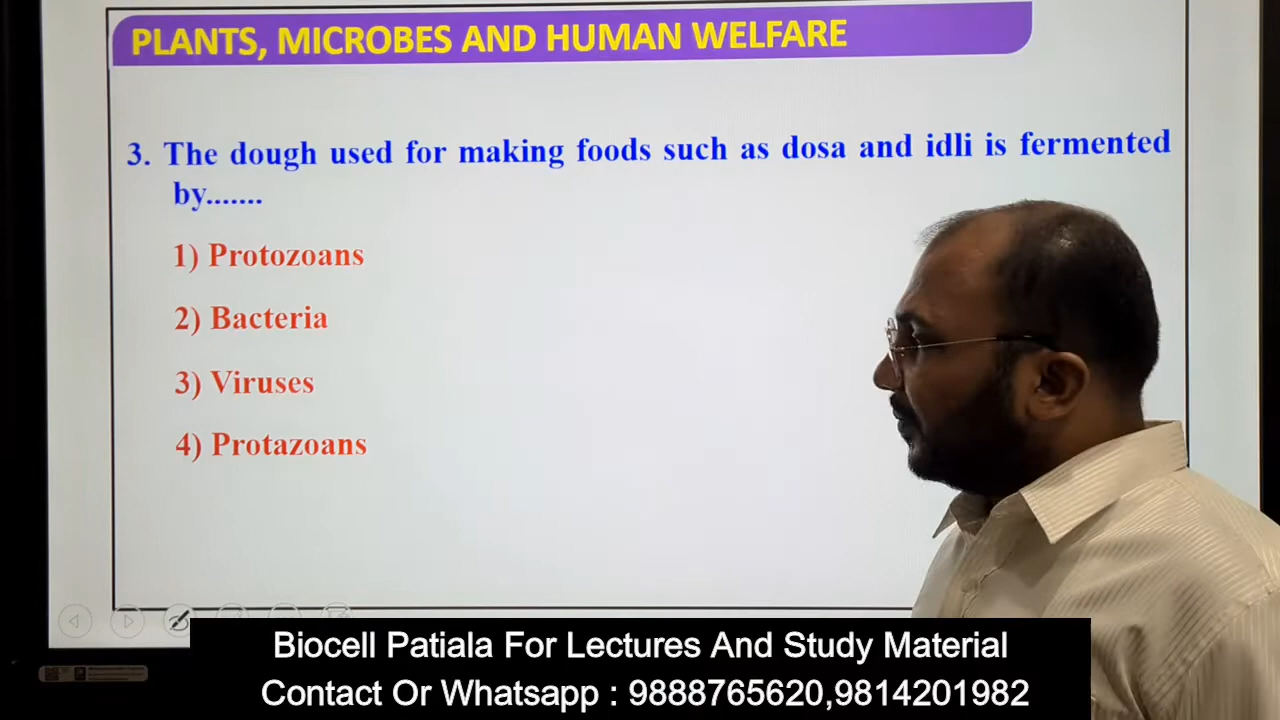 PLANTS, MICROBES AND HUMAN WELFARE
3. The dough used for making foods such as dosa and idli is fermented
by.......
1) Protozoans
2) Bacteria
3) Viruses
4) Protazoans
Biocell Patiala For Lectures And Study Material
Contact Or Whatsapp : 9888765620,9814201982